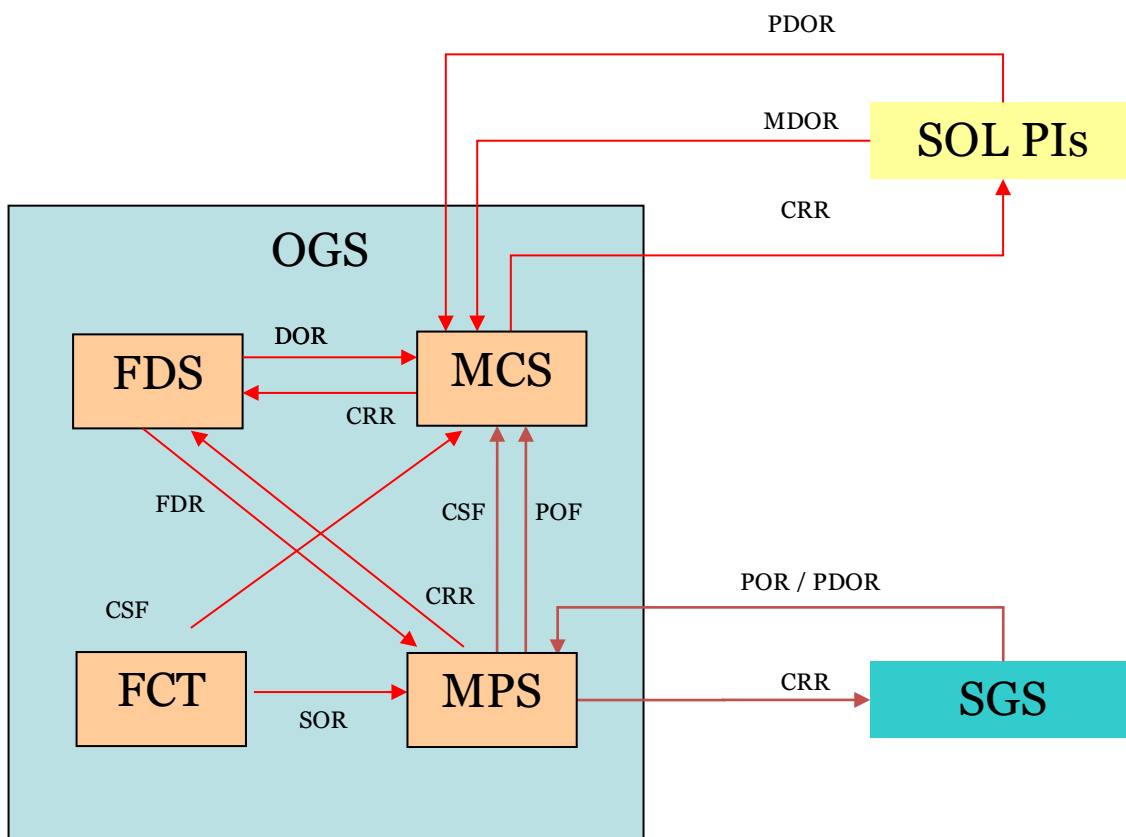 PDOR
MDOR
SOL PIs
CRR
OGS
DOR
FDS
MCS
CRR
FDR
CSF
POF
CSF
CRR
POR / PDOR
FCT
SOR
MPS
CRR
SGS